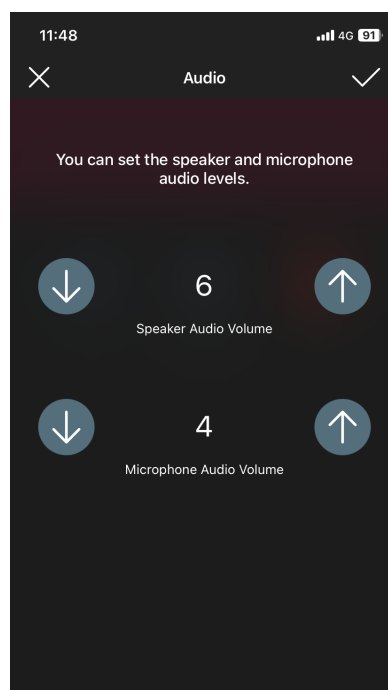 11:48
4G 91
Audio
You can set the speaker and microphone
audio levels.
6
Speaker Audio Volume
4
Microphone Audio Volume